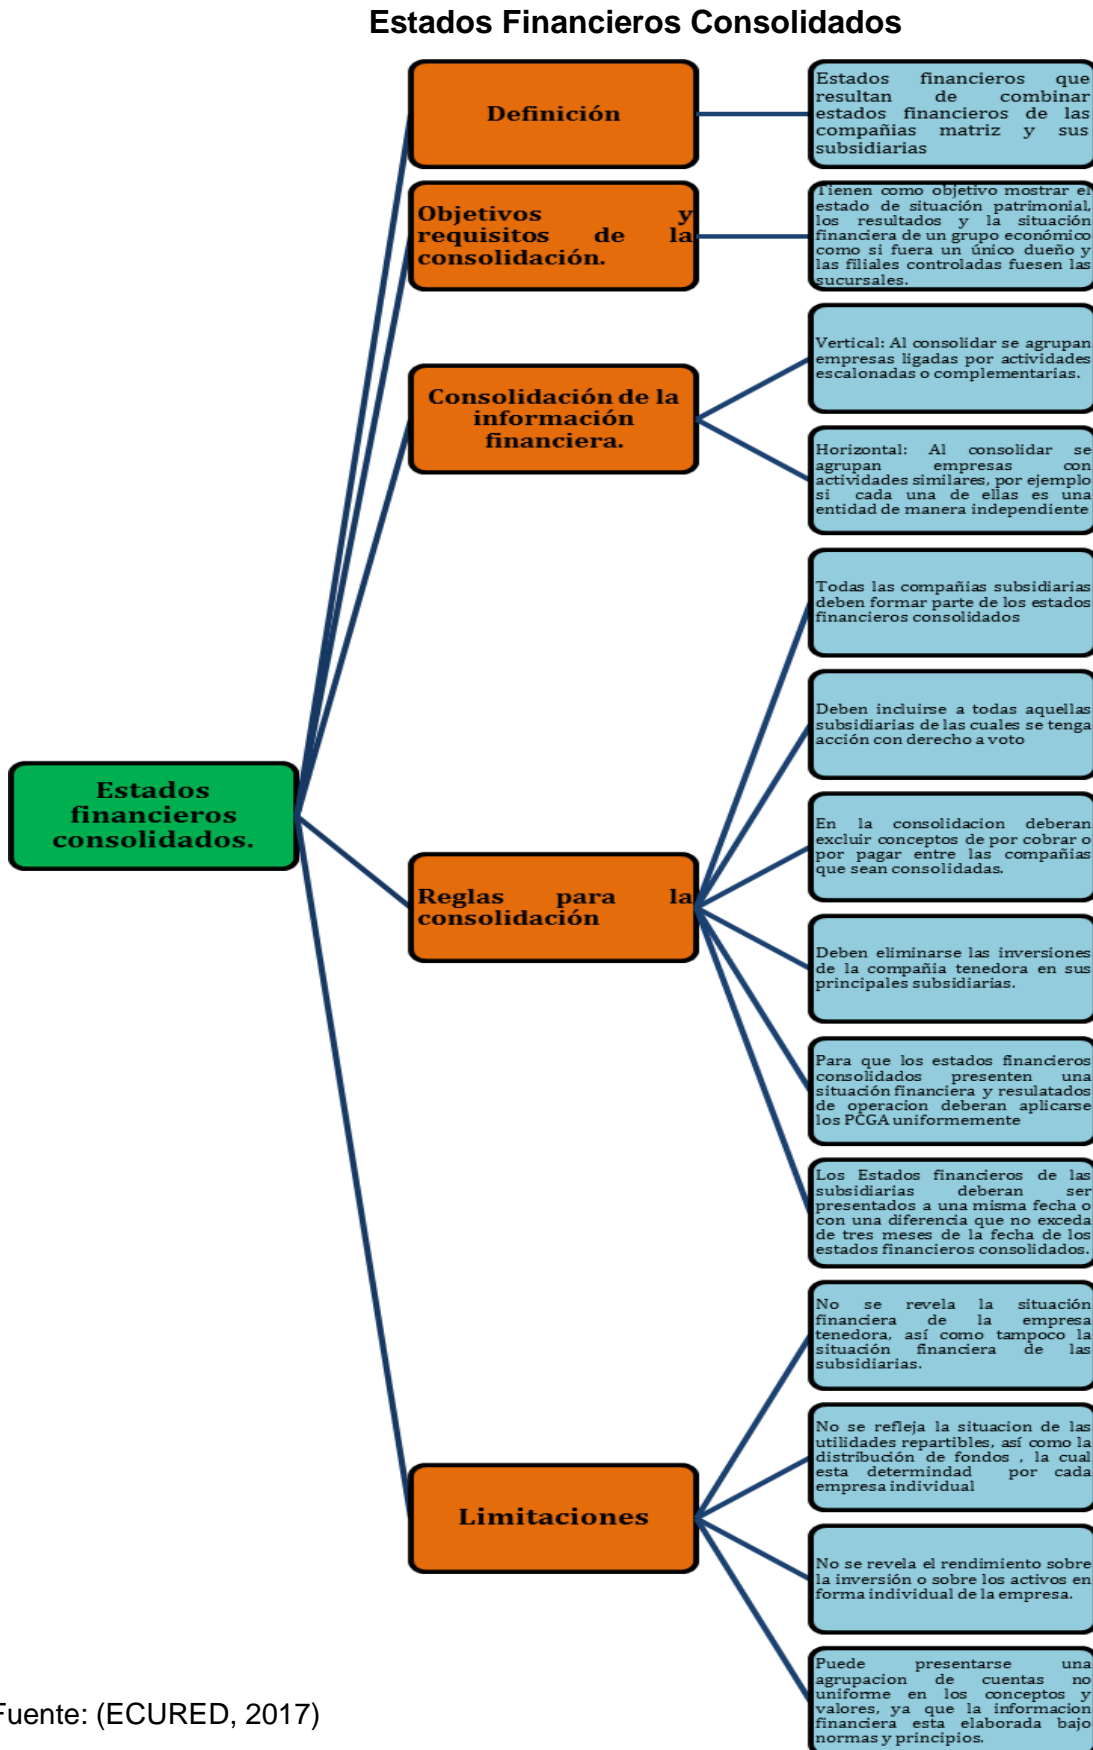 Estados Financieros Consolidados
Definición
Estados financieros que
resultan de combinar
estados financieros de las
compañias matriz y sus
subsidiarias
Objetivos y
requisitos de la
consolidación.
Tienen como objetivo mostrar el
estado de situación patrimonial,
los resultados y la situación
financiera de un grupo económico
como si fuera un único dueño y
las filiales controladas fuesen las
sucursales.
Consolidación de la
información
financiera.
Vertical: Al consolidar se agrupan
empresas ligadas por actividades
escalonadas o complementarias.
Horizontal: Al consolidar se
agrupan empresas con
actividades similares, por ejemplo
si cada una de ellas es una
entidad de manera independiente
Estados
financieros
consolidados.
Reglas para la
consolidación
Todas las compañias subsidiarias
deben formar parte de los estados
financieros consolidados
Deben incluirse a todas aquellas
subsidiarias de las cuales se tenga
acción con derecho a voto
En la consolidacion deberan
excluir conceptos de por cobrar o
por pagar entre las compañias
que sean consolidadas.
Deben eliminarse las inversiones
de la compañia tenedora en sus
principales subsidiarias.
Para que los estados financieros
consolidados presenten una
situación financiera y resulatados
de operacion deberan aplicarse
los PCGA uniformemente
Los Estados financieros de las
subsidiarias deberan ser
presentados a una misma fecha o
con una diferencia que no exceda
de tres meses de la fecha de los
estados financieros consolidados.
Limitaciones
No se revela la situación
financiera de la empresa
tenedora, así como tampoco la
situación financiera de las
subsidiarias.
No se refleja la situacion de las
utilidades repartibles, así como la
distribución de fondos , la cual
esta determindad por cada
empresa individual
No se revela el rendimiento sobre
la inversión o sobre los activos en
forma individual de la empresa.
Puede presentarse una
agrupacion de cuentas no
uniforme en los conceptos y
valores, ya que la informacion
financiera esta elaborada bajo
normas y principios.
Fuente: (ECURED, 2017)